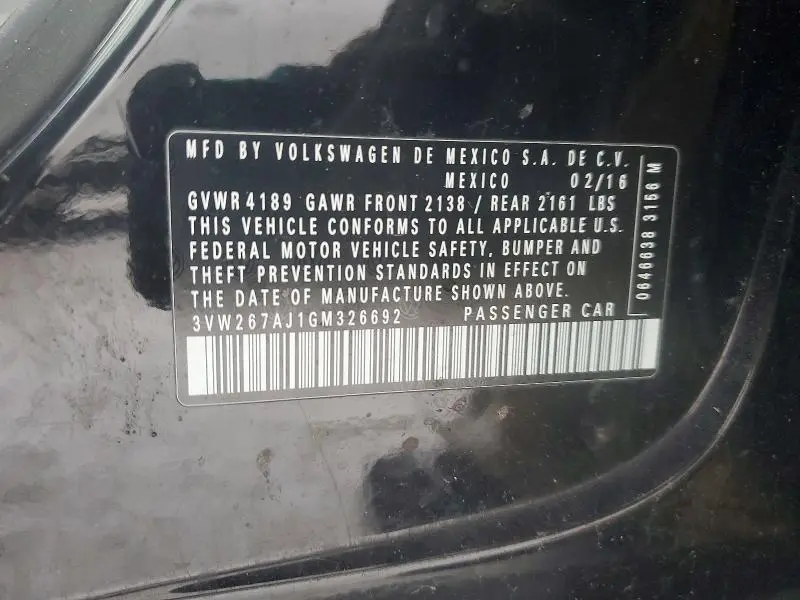 MFD BY VOLKSWAGEN DE MEXICO S.A. DE C.V.
MEXICO 02/16
GVWR 4189 GAWR FRONT 2138 / REAR 2161 LBS
THIS VEHICLE CONFORMS TO ALL APPLICABLE U.S.
FEDERAL MOTOR VEHICLE SAFETY, BUMPER AND
THEFT PREVENTION STANDARDS IN EFFECT ON
THE DATE OF MANUFACTURE SHOWN ABOVE.
3VW267AJ1GM326692 PASSENGER CAR
0646638 3156 M